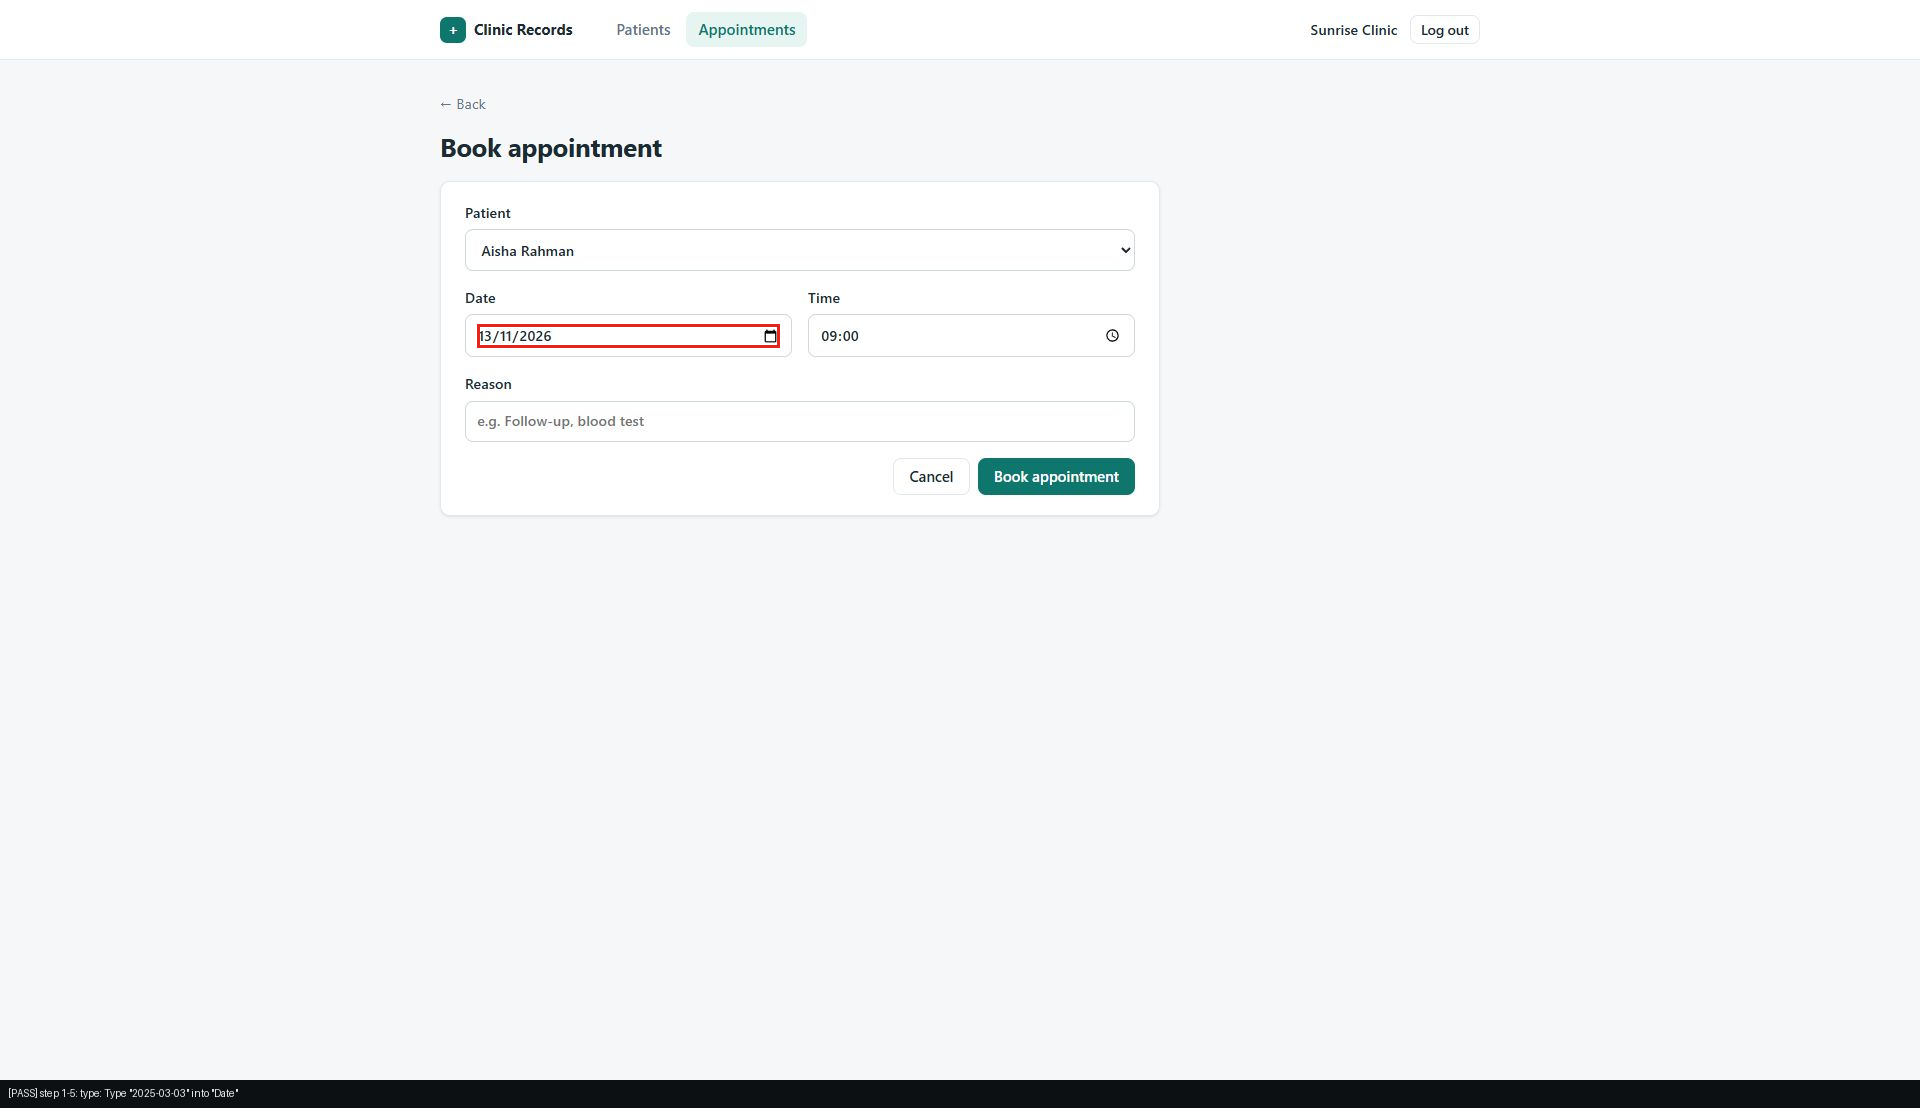 + Clinic Records Patients Appointments Sunrise Clinic Log out
← Back
Book appointment
Patient
Aisha Rahman
Date Time
13/11/2026 09:00
Reason
e.g. Follow-up, blood test
Cancel Book appointment
[PASS] step 1-5: type: Type "2025-03-03" into "Date"